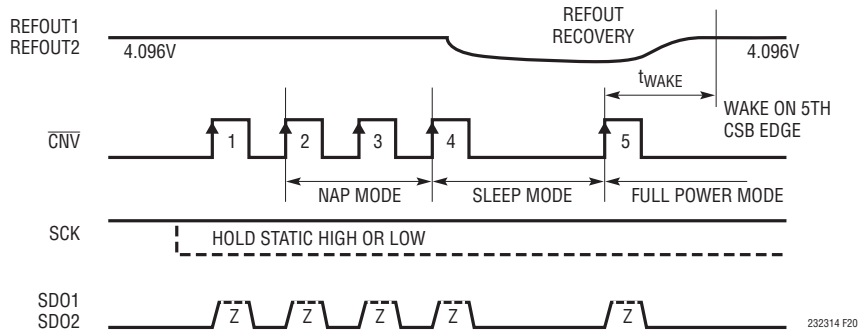 REFOUT1
REFOUT2
4.096V
REFOUT
RECOVERY
4.096V
tWAKE
WAKE ON 5TH
CSB EDGE
CNV
1
2
3
4
5
NAP MODE
SLEEP MODE
FULL POWER MODE
SCK
HOLD STATIC HIGH OR LOW
SDO1
SDO2
Z
Z
Z
Z
Z
232314 F20